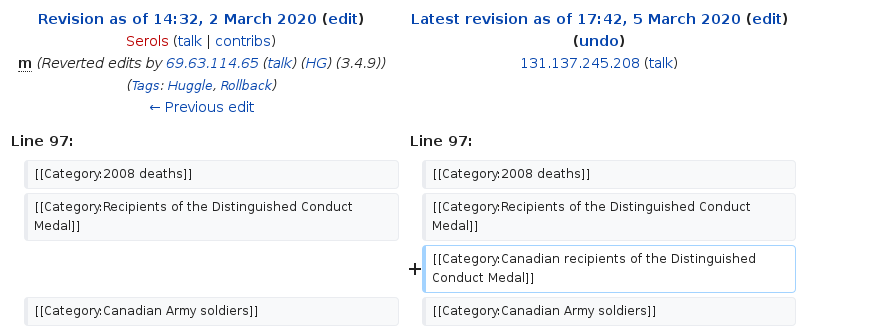 Revision as of 14:32, 2 March 2020 (edit)
Serols (talk | contribs)
m (Reverted edits by 69.63.114.65 (talk) (HG) (3.4.9))
(Tags: Huggle, Rollback)
← Previous edit
Latest revision as of 17:42, 5 March 2020 (edit)
(undo)
131.137.245.208 (talk)
Line 97:
Line 97:
[[Category:2008 deaths]]
[[Category:2008 deaths]]
[[Category:Recipients of the Distinguished Conduct
Medal]]
[[Category:Recipients of the Distinguished Conduct
Medal]]
+
[[Category:Canadian recipients of the Distinguished
Conduct Medal]]
[[Category:Canadian Army soldiers]]
[[Category:Canadian Army soldiers]]